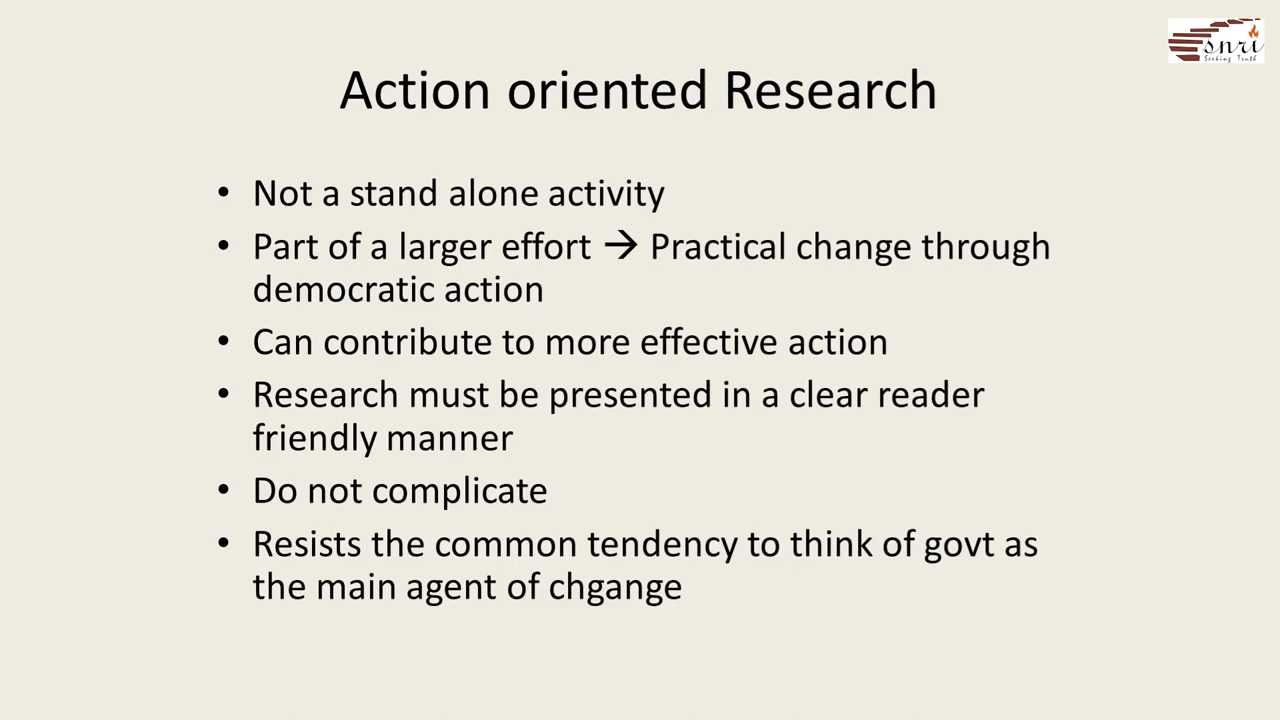 snri
Seeking Truth
Action oriented Research
• Not a stand alone activity
• Part of a larger effort → Practical change through
democratic action
• Can contribute to more effective action
• Research must be presented in a clear reader
friendly manner
• Do not complicate
• Resists the common tendency to think of govt as
the main agent of chgange